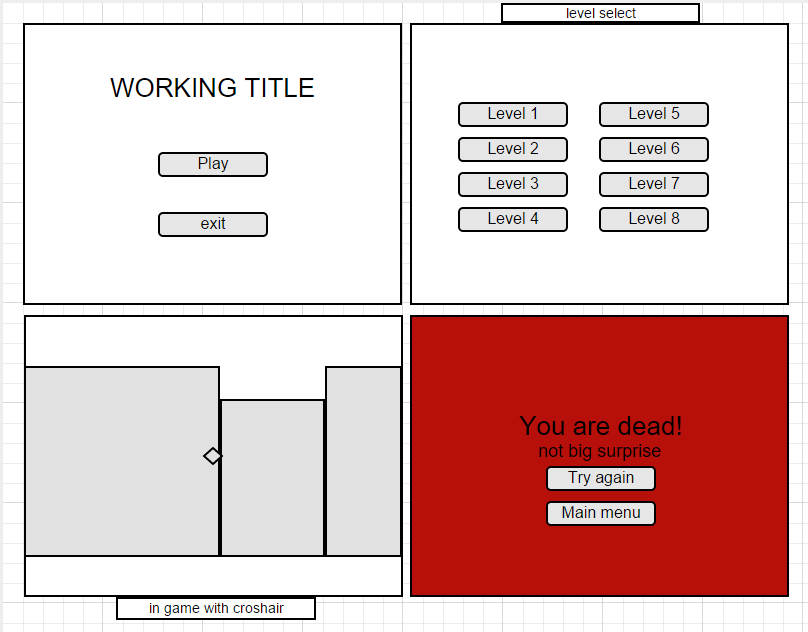 level select
WORKING TITLE
Play
exit
Level 1
Level 5
Level 2
Level 6
Level 3
Level 7
Level 4
Level 8
You are dead!
not big surprise
Try again
Main menu
in game with croshair